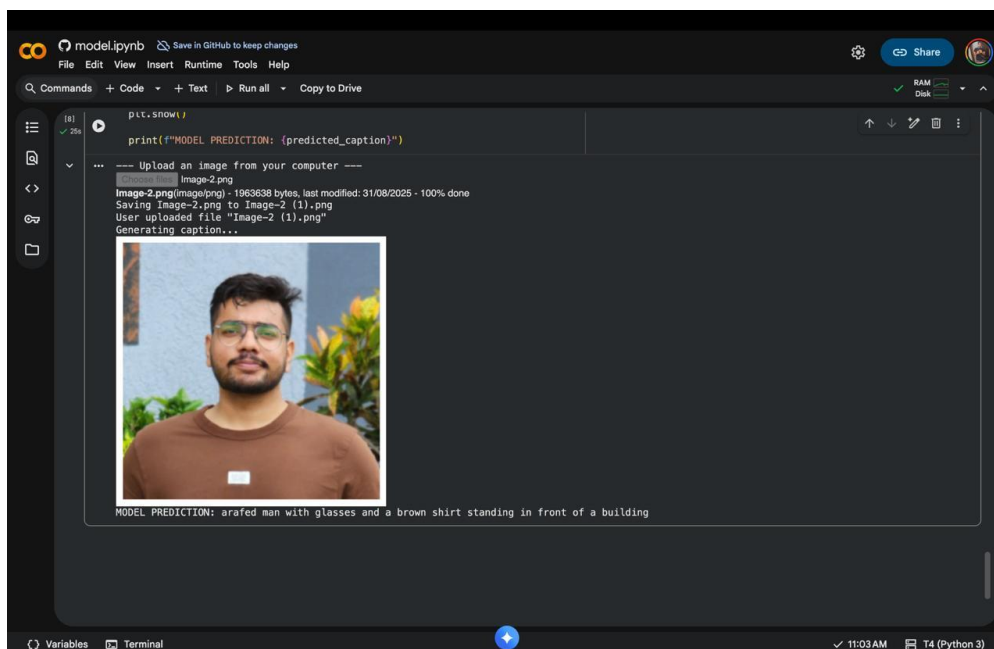 model.ipynb Save in GitHub to keep changes
File Edit View Insert Runtime Tools Help
Share
Commands + Code + Text Run all Copy to Drive
RAM
Disk
[8]
25s
plt.show()
print(f"MODEL PREDICTION: {predicted_caption}")
--- Upload an image from your computer ---
Choose files Image-2.png
Image-2.png(image/png) - 1963638 bytes, last modified: 31/08/2025 - 100% done
Saving Image-2.png to Image-2 (1).png
User uploaded file "Image-2 (1).png"
Generating caption...
MODEL PREDICTION: arafed man with glasses and a brown shirt standing in front of a building
Variables Terminal
11:03 AM T4 (Python 3)